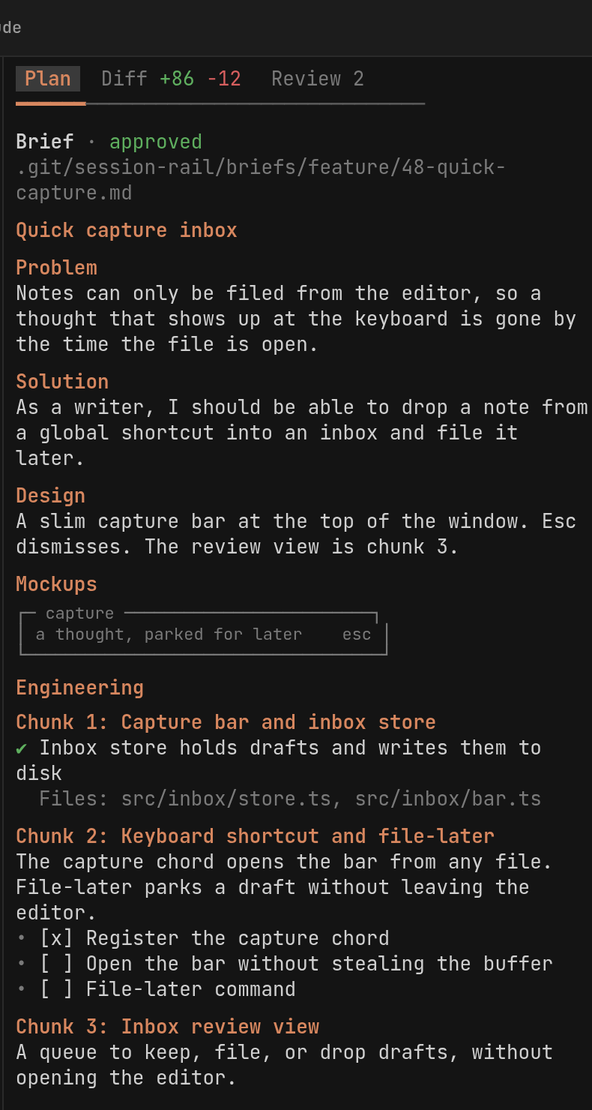 de
Plan Diff +86 -12 Review 2
Brief · approved
.git/session-rail/briefs/feature/48-quick-
capture.md
Quick capture inbox
Problem
Notes can only be filed from the editor, so a
thought that shows up at the keyboard is gone by
the time the file is open.
Solution
As a writer, I should be able to drop a note from
a global shortcut into an inbox and file it
later.
Design
A slim capture bar at the top of the window. Esc
dismisses. The review view is chunk 3.
Mockups
capture
a thought, parked for later esc
Engineering
Chunk 1: Capture bar and inbox store
✔ Inbox store holds drafts and writes them to
disk
Files: src/inbox/store.ts, src/inbox/bar.ts
Chunk 2: Keyboard shortcut and file-later
The capture chord opens the bar from any file.
File-later parks a draft without leaving the
editor.
• [x] Register the capture chord
• [ ] Open the bar without stealing the buffer
• [ ] File-later command
Chunk 3: Inbox review view
A queue to keep, file, or drop drafts, without
opening the editor.